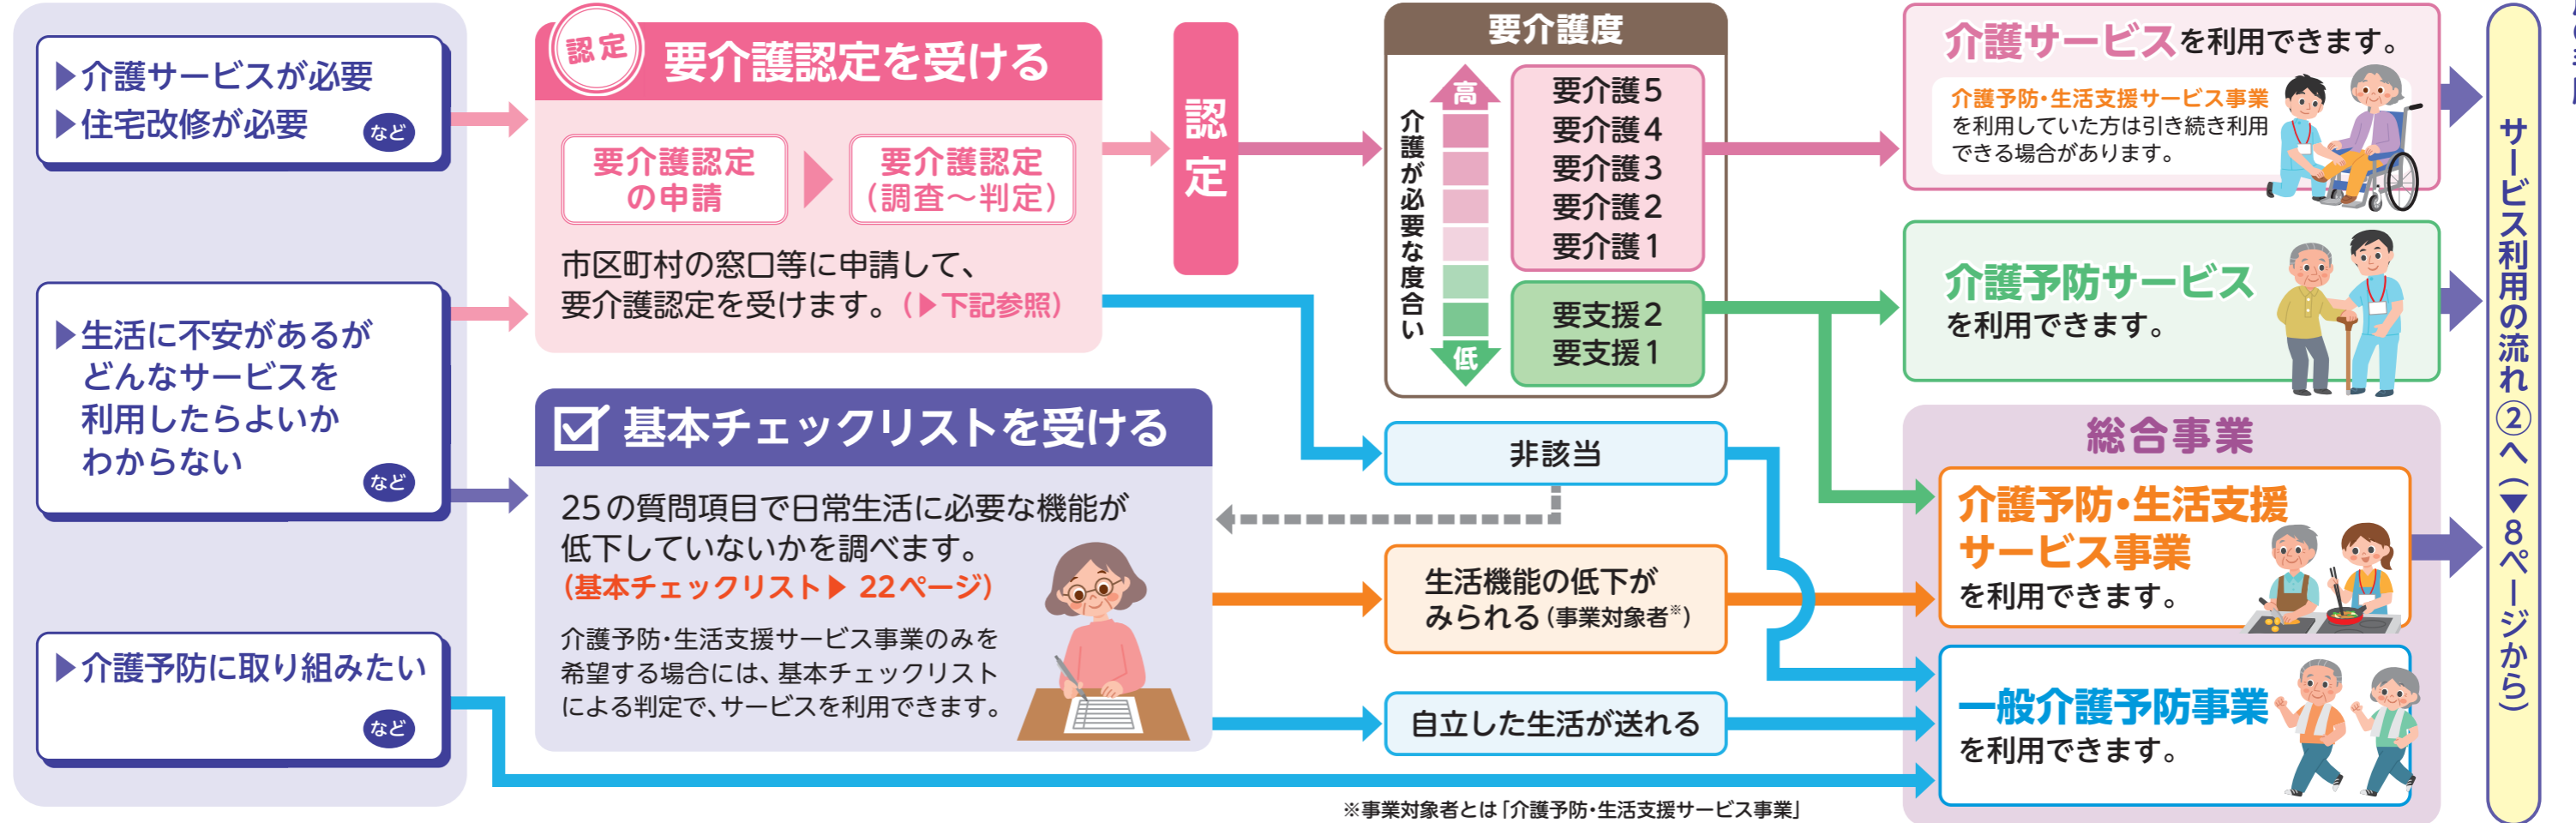 ▶介護サービスが必要
▶住宅改修が必要
など
▶生活に不安があるが
どんなサービスを
利用したらよいか
わからない
など
▶介護予防に取り組みたい
など
認定
要介護認定を受ける
要介護認定
の申請
要介護認定
(調査～判定)
市区町村の窓口等に申請して、
要介護認定を受けます。(▶下記参照)
基本チェックリストを受ける
25の質問項目で日常生活に必要な機能が
低下していないかを調べます。
(基本チェックリスト▶ 22ページ)
介護予防・生活支援サービス事業のみを
希望する場合には、基本チェックリスト
による判定で、サービスを利用できます。
認定
要介護度
介護が必要な度合い
高
低
要介護5
要介護4
要介護3
要介護2
要介護1
要支援2
要支援1
非該当
生活機能の低下が
みられる(事業対象者※)
自立した生活が送れる
介護サービスを利用できます。
介護予防・生活支援サービス事業
を利用していた方は引き続き利用
できる場合があります。
介護予防サービス
を利用できます。
総合事業
介護予防・生活支援
サービス事業
を利用できます。
一般介護予防事業
を利用できます。
※事業対象者とは「介護予防・生活支援サービス事業」
サービス利用の流れ②へ(▼8ページから)